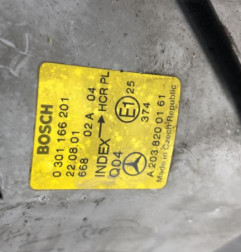 BOSCH
0 301 166 201
22.08.01
668 02 A 04
INDEX → HCR PL
Q04 E1 25
374
A 203 820 01 61
Made in Czech Republic